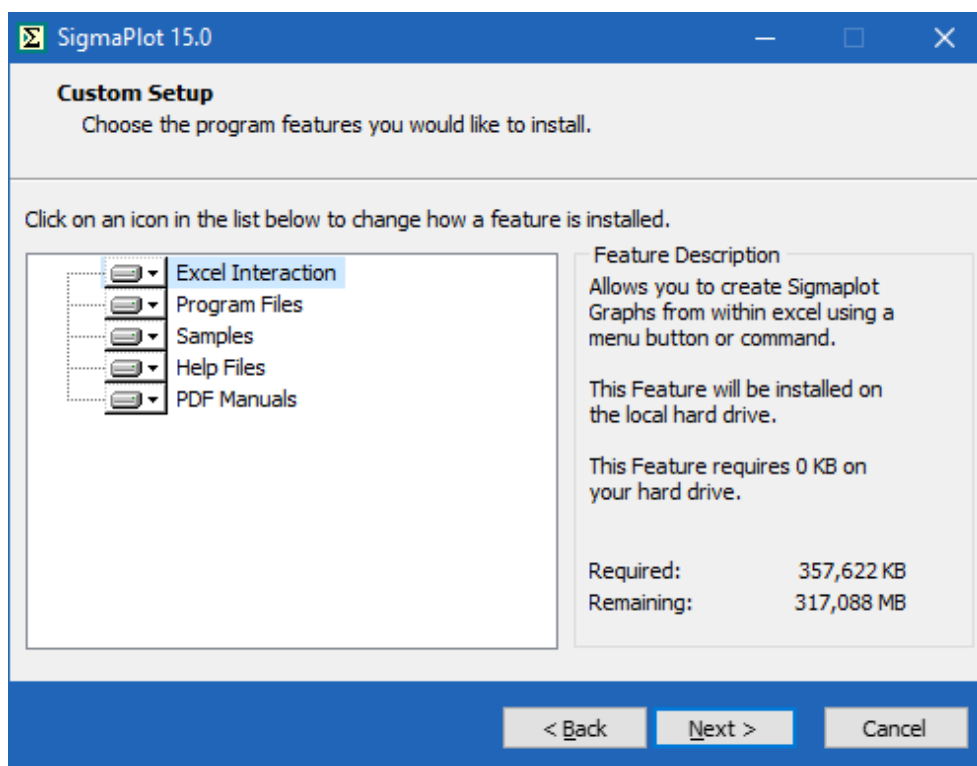 SigmaPlot 15.0
Custom Setup
Choose the program features you would like to install.
Click on an icon in the list below to change how a feature is installed.
Excel Interaction
Program Files
Samples
Help Files
PDF Manuals
Feature Description
Allows you to create Sigmaplot
Graphs from within excel using a
menu button or command.
This Feature will be installed on
the local hard drive.
This Feature requires 0 KB on
your hard drive.
Required: 357,622 KB
Remaining: 317,088 MB
< Back Next > Cancel